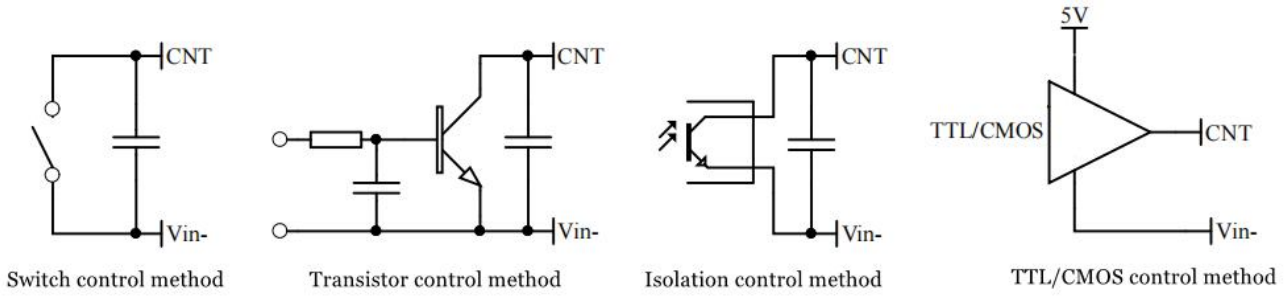 5V
CNT
CNT
CNT
TTL/CMOS
CNT
Vin-
Vin-
Vin-
Vin-
Switch control method
Transistor control method
Isolation control method
TTL/CMOS control method